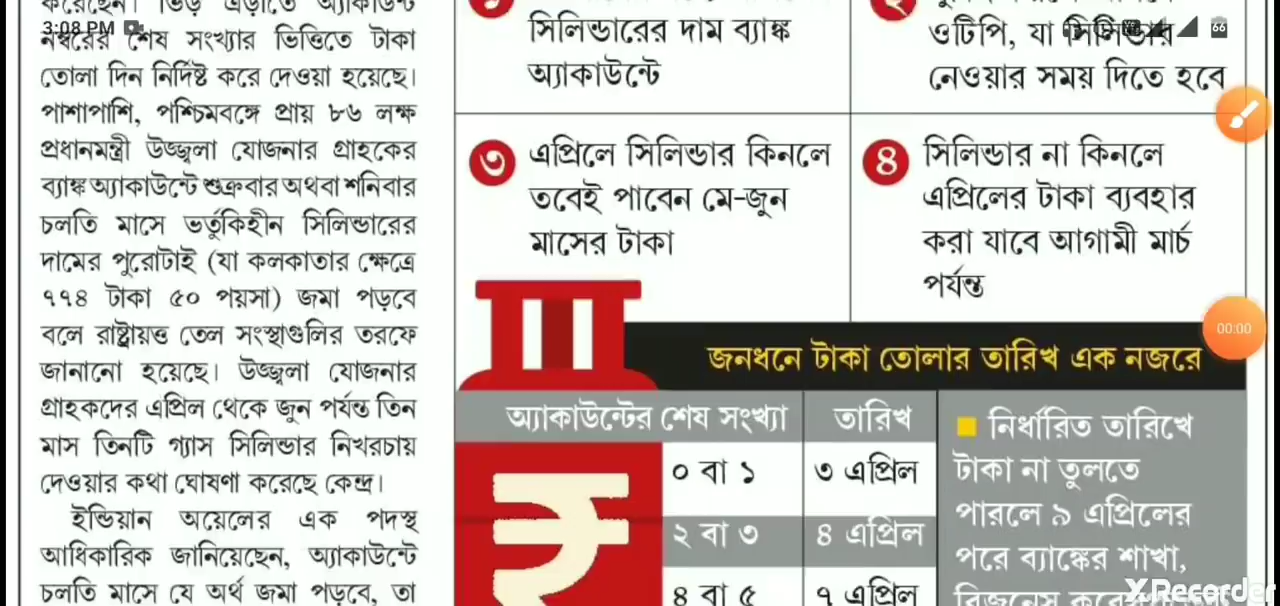 3:08 PM
66
নম্বরের শেষ সংখ্যার ভিত্তিতে টাকা
তোলা দিন নির্দিষ্ট করে দেওয়া হয়েছে।
পাশাপাশি, পশ্চিমবঙ্গে প্রায় ৮৬ লক্ষ
প্রধানমন্ত্রী উজ্জ্বলা যোজনার গ্রাহকের
ব্যাঙ্ক অ্যাকাউন্টে শুক্রবার অথবা শনিবার
চলতি মাসে ভর্তুকিহীন সিলিন্ডারের
দামের পুরোটাই (যা কলকাতার ক্ষেত্রে
৭৭৪ টাকা ৫০ পয়সা) জমা পড়বে
বলে রাষ্ট্রায়ত্ত তেল সংস্থাগুলির তরফে
জানানো হয়েছে। উজ্জ্বলা যোজনার
গ্রাহকদের এপ্রিল থেকে জুন পর্যন্ত তিন
মাস তিনটি গ্যাস সিলিন্ডার নিখরচায়
দেওয়ার কথা ঘোষণা করেছে কেন্দ্র।
ইন্ডিয়ান অয়েলের এক পদস্থ
আধিকারিক জানিয়েছেন, অ্যাকাউন্টে
চলতি মাসে যে অর্থ জমা পড়বে, তা
১
সিলিন্ডারের দাম ব্যাঙ্ক
অ্যাকাউন্টে
২
ওটিপি, যা সিলিন্ডার
নেওয়ার সময় দিতে হবে
৩ এপ্রিলে সিলিন্ডার কিনলে
তবেই পাবেন মে-জুন
মাসের টাকা
৪ সিলিন্ডার না কিনলে
এপ্রিলের টাকা ব্যবহার
করা যাবে আগামী মার্চ
পর্যন্ত
00:00
জনধনে টাকা তোলার তারিখ এক নজরে
অ্যাকাউন্টের শেষ সংখ্যা তারিখ
০ বা ১ ৩ এপ্রিল
২ বা ৩ ৪ এপ্রিল
৪ বা ৫ ৭ এপ্রিল
নির্ধারিত তারিখে
টাকা না তুলতে
পারলে ৯ এপ্রিলের
পরে ব্যাঙ্কের শাখা,
XRecorder